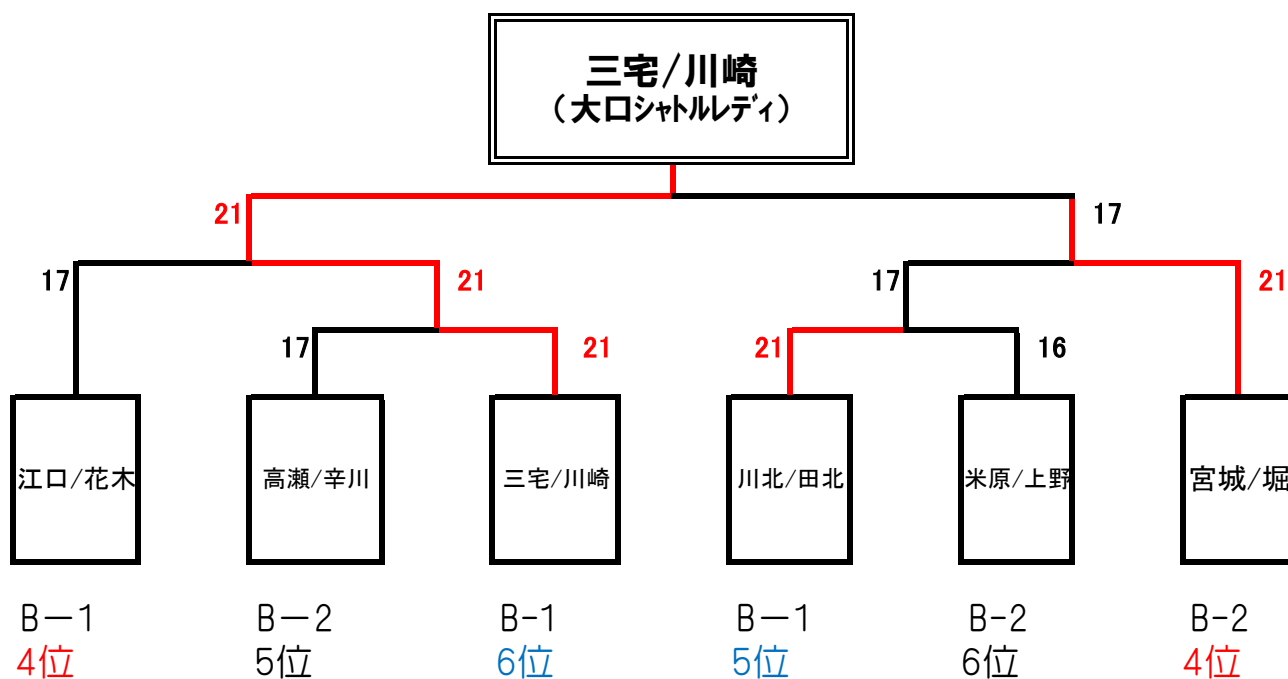 三宅/川崎
（大口シャトルレディ）
21
17
17
21
17
21
17
21
21
16
江口/花木
高瀬/辛川
三宅/川崎
川北/田北
米原/上野
宮城/堀
B－1
B－2
B-1
B－1
B-2
B-2
4位
5位
6位
5位
6位
4位